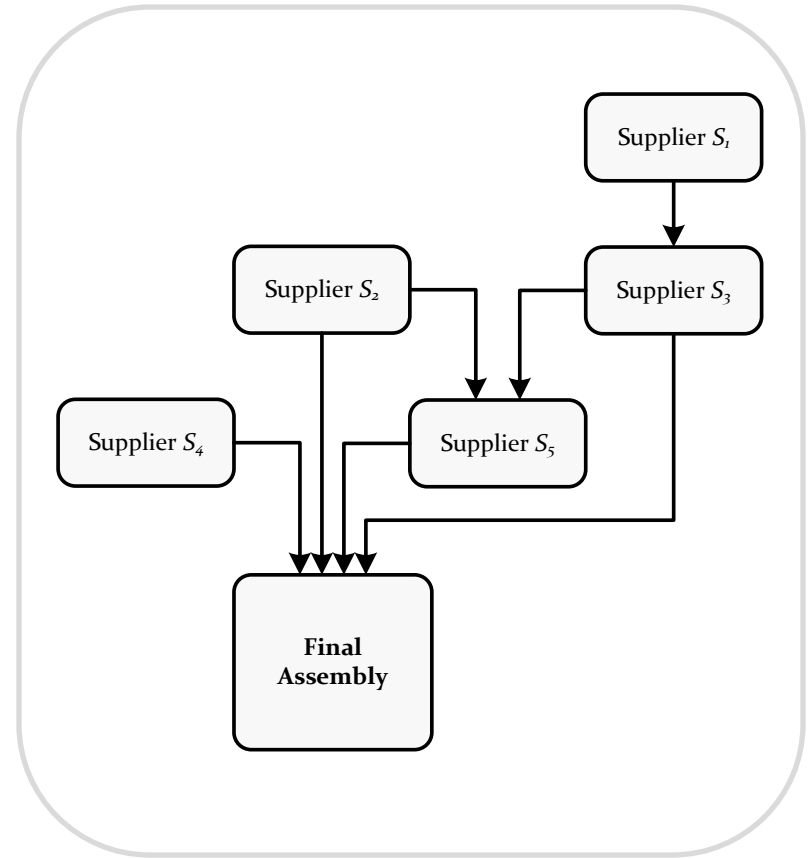 Supplier S₁
Supplier S₂
Supplier S₃
Supplier S₄
Supplier S₅
Final
Assembly